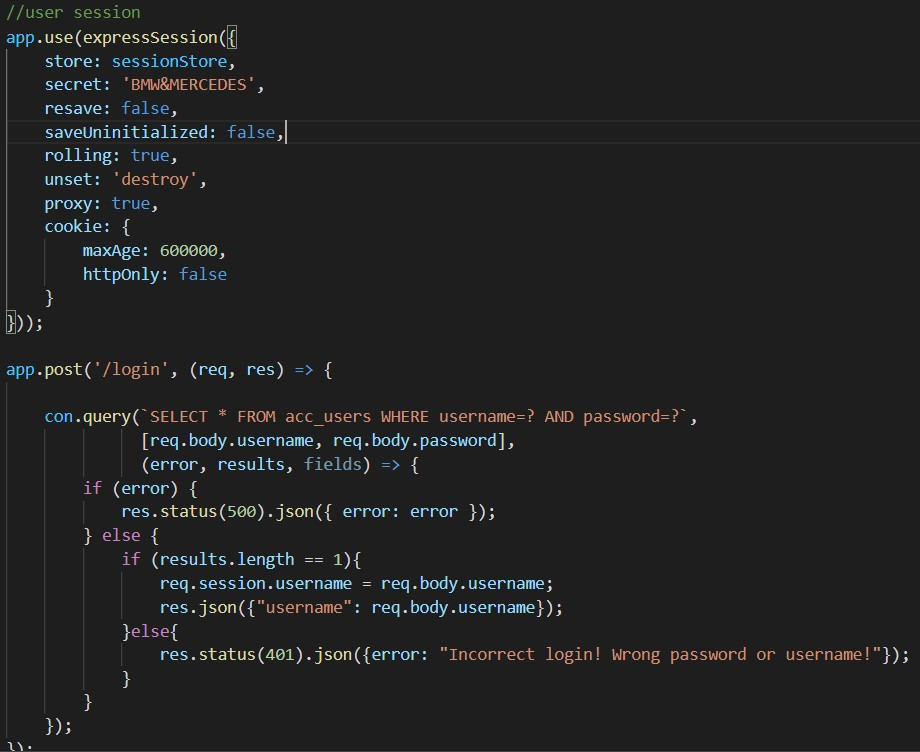 //user session
app.use(expressSession({
    store: sessionStore,
    secret: 'BMW&MERCEDES',
    resave: false,
    saveUninitialized: false,
    rolling: true,
    unset: 'destroy',
    proxy: true,
    cookie: {
        maxAge: 600000,
        httpOnly: false
    }
}));
app.post('/login', (req, res) => {
    con.query(`SELECT * FROM acc_users WHERE username=? AND password=?`,
              [req.body.username, req.body.password],
              (error, results, fields) => {
        if (error) {
            res.status(500).json({ error: error });
        } else {
            if (results.length == 1){
                req.session.username = req.body.username;
                res.json({"username": req.body.username});
            }else{
                res.status(401).json({error: "Incorrect login! Wrong password or username!"});
            }
        }
    });
});